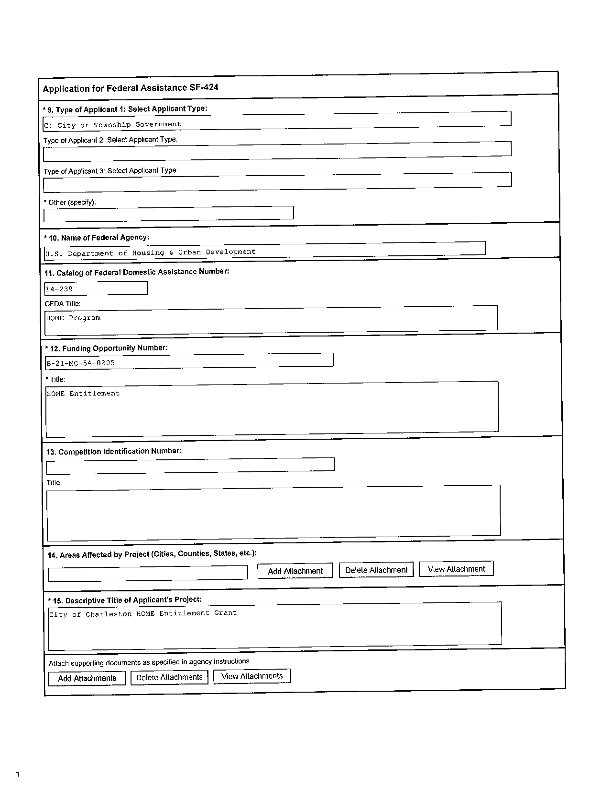 Application for Federal Assistance SF-424
* 9. Type of Applicant 1: Select Applicant Type:
C: City or Township Government
Type of Applicant 2: Select Applicant Type:
Type of Applicant 3: Select Applicant Type:
* Other (specify):
* 10. Name of Federal Agency:
U.S. Department of Housing & Urban Development
11. Catalog of Federal Domestic Assistance Number:
14-239
CFDA Title:
HOME Program
* 12. Funding Opportunity Number:
B-21-MC-54-0205
* Title:
HOME Entitlement
13. Competition Identification Number:
Title:
14. Areas Affected by Project (Cities, Counties, States, etc.):
Add Attachment Delete Attachment View Attachment
* 15. Descriptive Title of Applicant's Project:
City of Charleston HOME Entitlement Grant
Attach supporting documents as specified in agency instructions.
Add Attachments Delete Attachments View Attachments